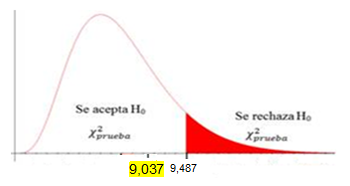 Se acepta H₀
χ²prueba
Se rechaza H₀
χ²prueba
9,037 9,487